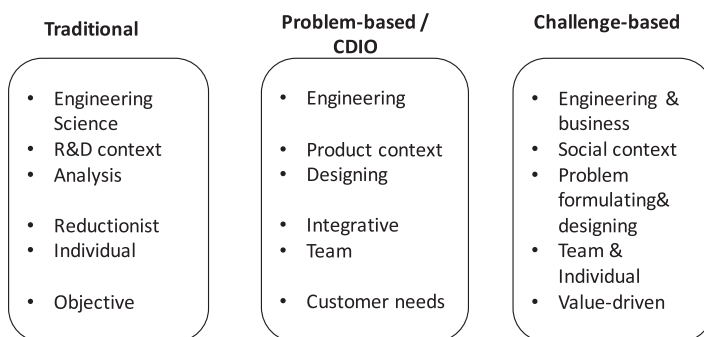 Traditional
• Engineering
Science
• R&D context
• Analysis
• Reductionist
• Individual
• Objective
Problem-based /
CDIO
• Engineering
• Product context
• Designing
• Integrative
• Team
• Customer needs
Challenge-based
• Engineering &
business
• Social context
• Problem
formulating&
designing
• Team &
Individual
• Value-driven